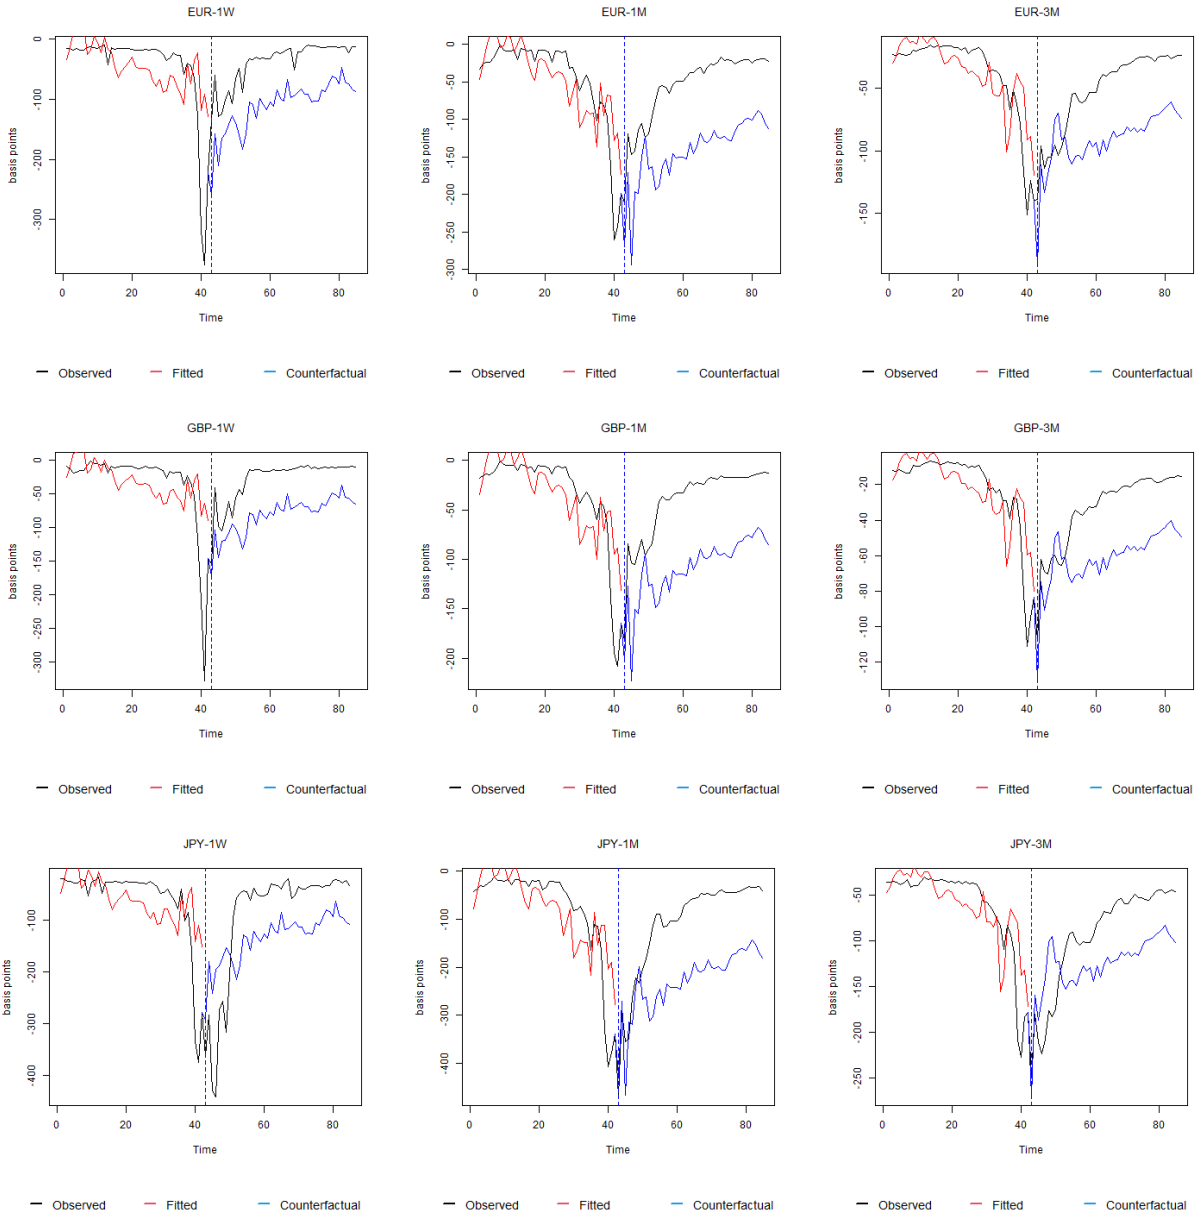 EUR-1W
basis points
0
-100
-200
-300
0 20 40 60 80
Time
Observed Fitted Counterfactual
EUR-1M
basis points
0
-50
-100
-150
-200
-250
-300
0 20 40 60 80
Time
Observed Fitted Counterfactual
EUR-3M
basis points
-50
-100
-150
0 20 40 60 80
Time
Observed Fitted Counterfactual
GBP-1W
basis points
0
-50
-100
-150
-200
-250
-300
0 20 40 60 80
Time
Observed Fitted Counterfactual
GBP-1M
basis points
0
-50
-100
-150
-200
0 20 40 60 80
Time
Observed Fitted Counterfactual
GBP-3M
basis points
-20
-40
-60
-80
-100
-120
0 20 40 60 80
Time
Observed Fitted Counterfactual
JPY-1W
basis points
-100
-200
-300
-400
0 20 40 60 80
Time
Observed Fitted Counterfactual
JPY-1M
basis points
0
-100
-200
-300
-400
0 20 40 60 80
Time
Observed Fitted Counterfactual
JPY-3M
basis points
-50
-100
-150
-200
-250
0 20 40 60 80
Time
Observed Fitted Counterfactual